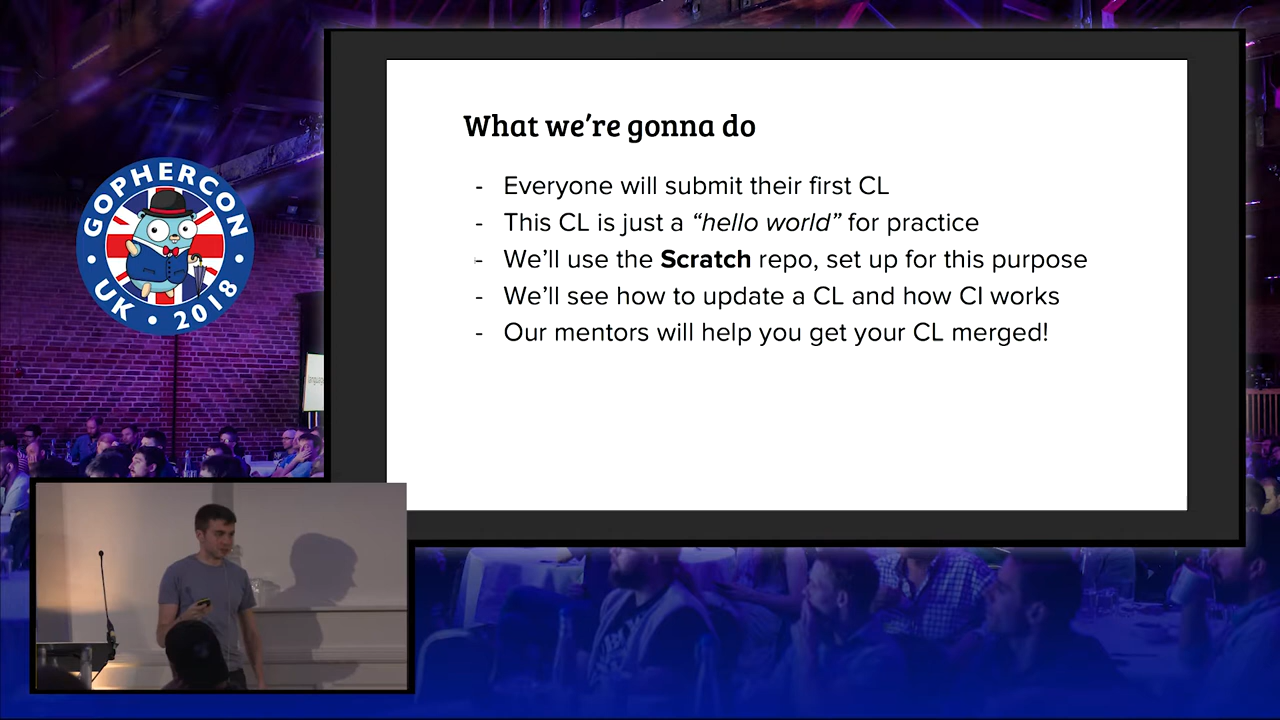 GOPHERCON
UK • 2018
What we're gonna do
- Everyone will submit their first CL
- This CL is just a “hello world” for practice
- We'll use the Scratch repo, set up for this purpose
- We'll see how to update a CL and how CI works
- Our mentors will help you get your CL merged!